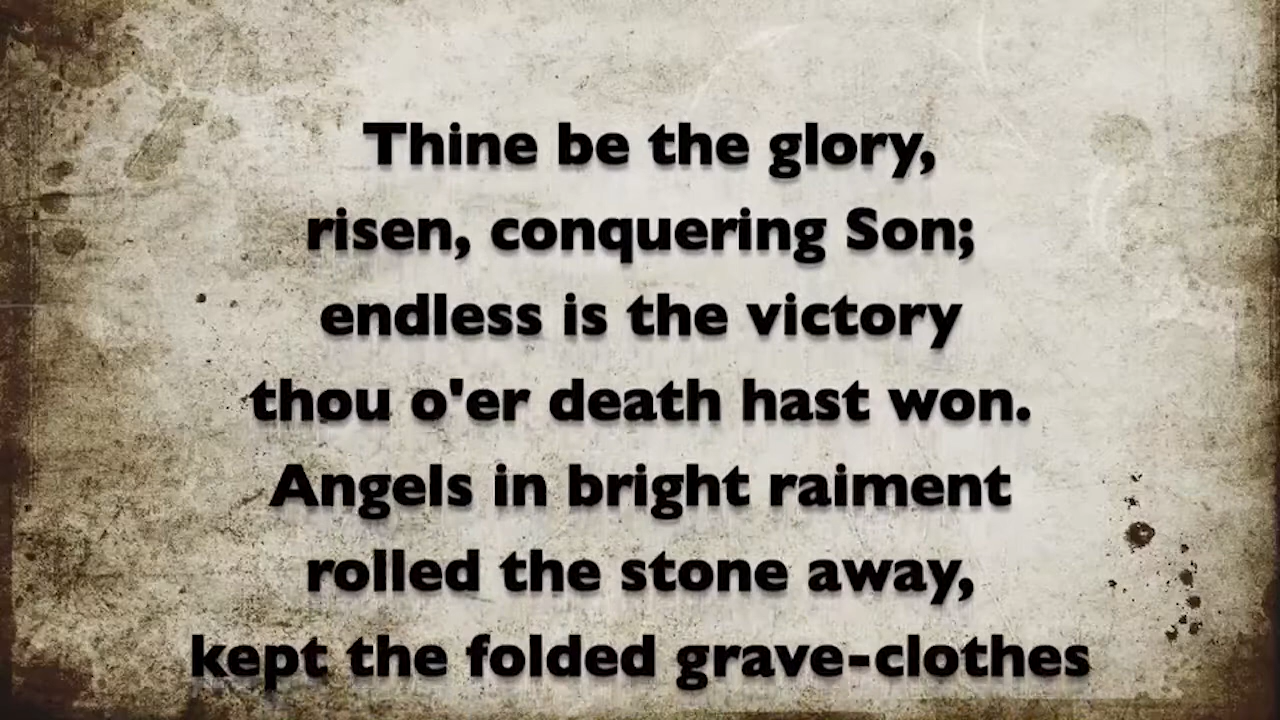 Thine be the glory,
risen, conquering Son;
endless is the victory
thou o'er death hast won.
Angels in bright raiment
rolled the stone away,
kept the folded grave-clothes